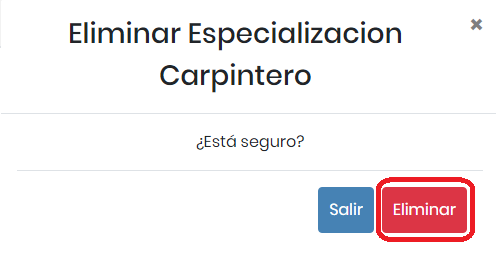 Eliminar Especializacion
Carpintero
¿Está seguro?
Salir
Eliminar